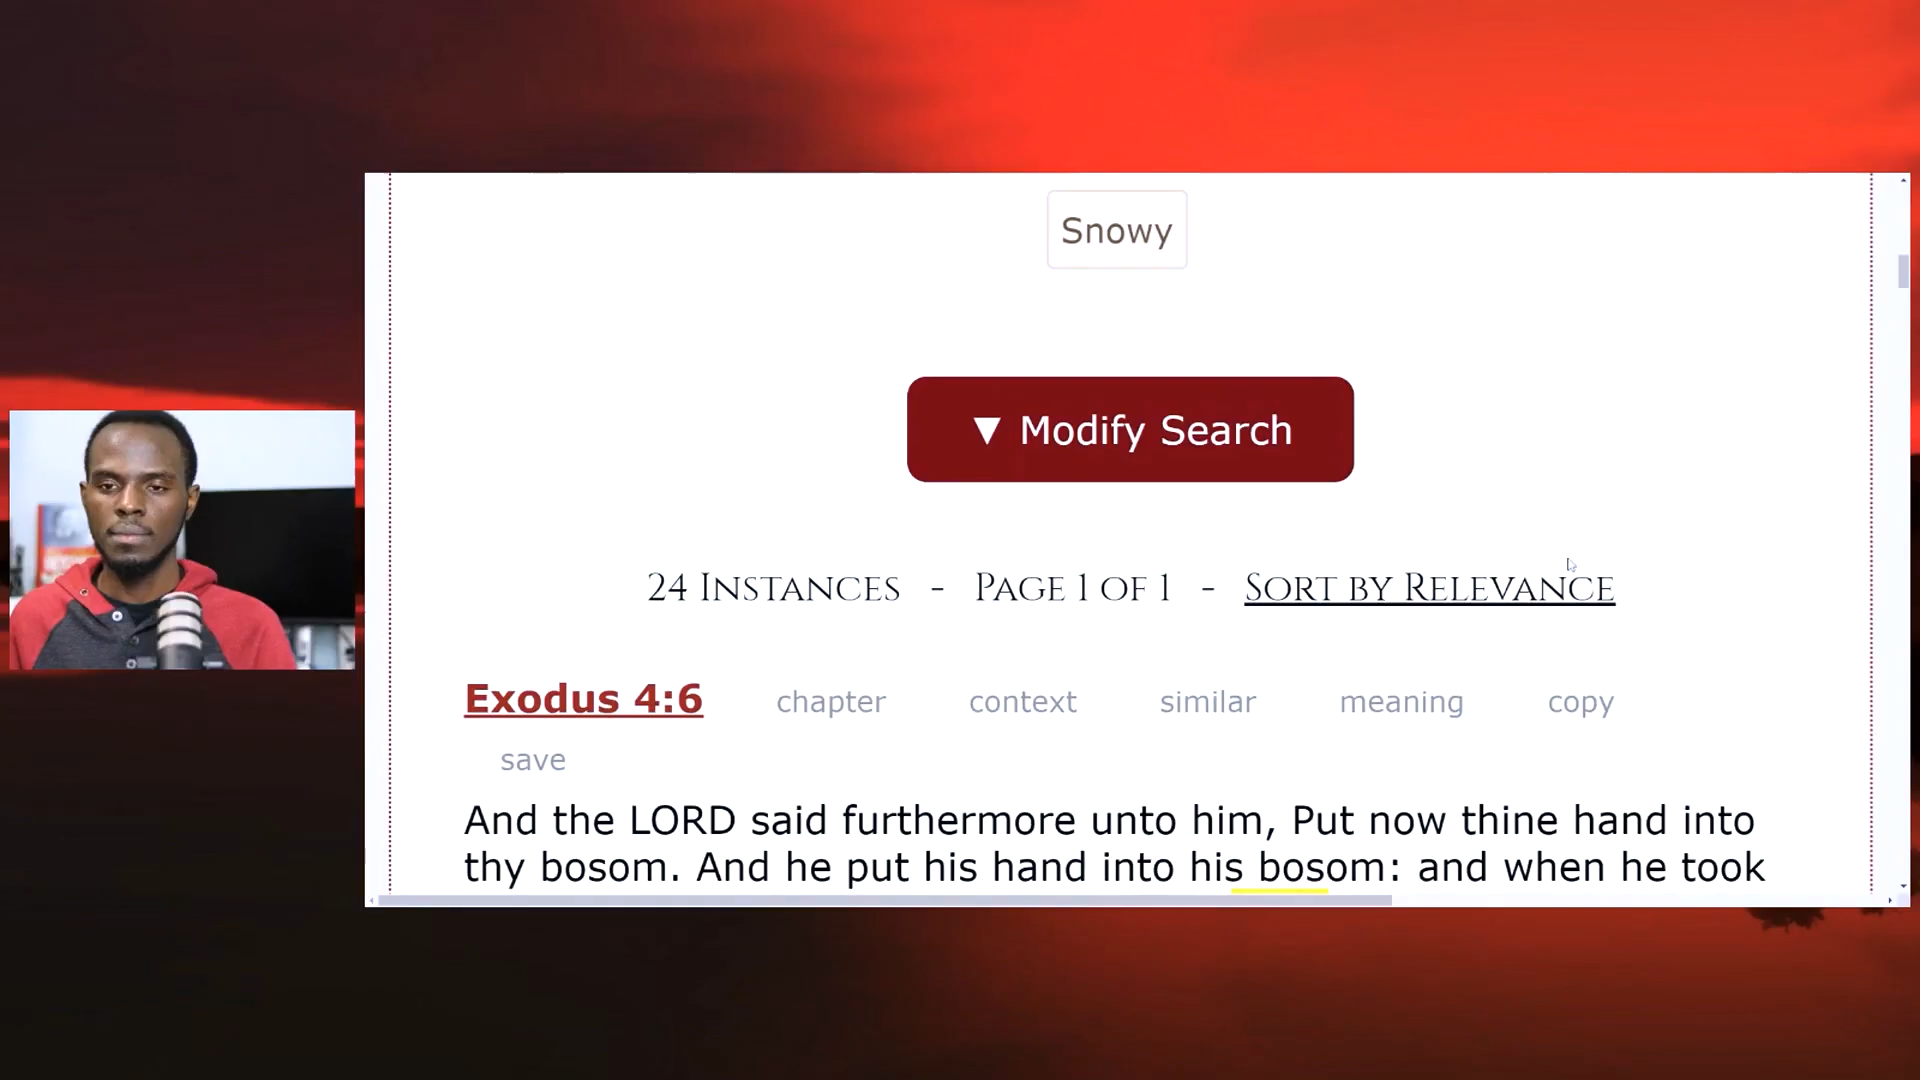 Snowy
▼ Modify Search
24 Instances - Page 1 of 1 - Sort by Relevance
Exodus 4:6 chapter context similar meaning copy
save
And the LORD said furthermore unto him, Put now thine hand into
thy bosom. And he put his hand into his bosom: and when he took